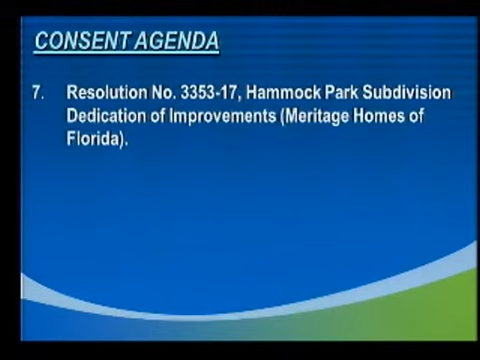 CONSENT AGENDA
7. Resolution No. 3353-17, Hammock Park Subdivision
Dedication of Improvements (Meritage Homes of
Florida).